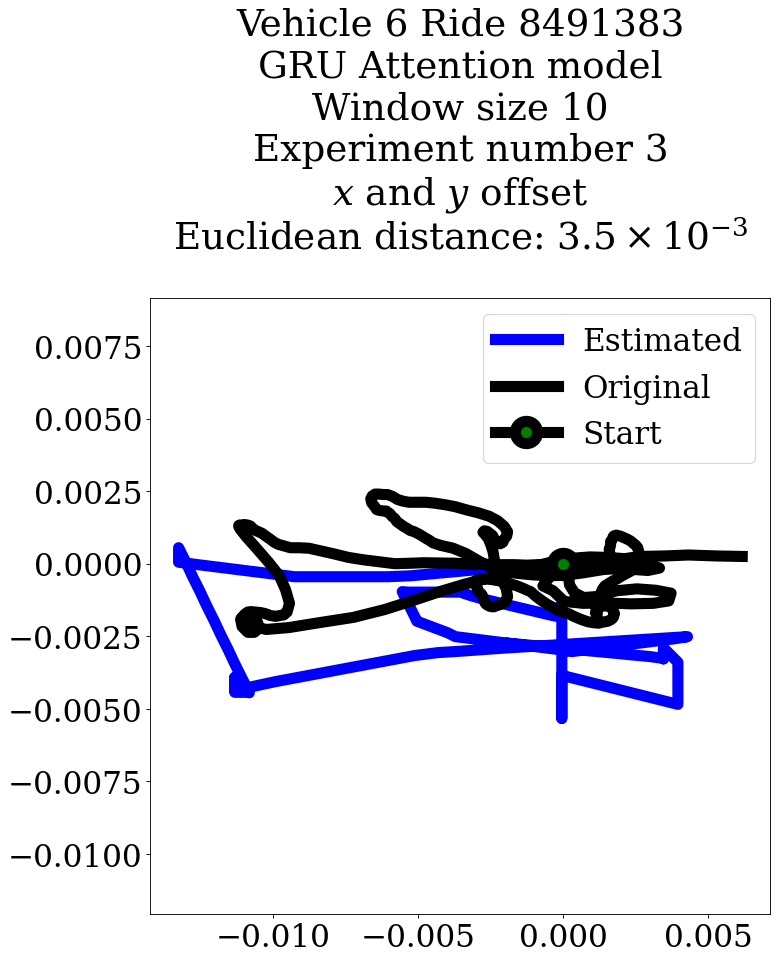 Vehicle 6 Ride 8491383
GRU Attention model
Window size 10
Experiment number 3
x and y offset
Euclidean distance: 3.5 × 10⁻³
Estimated
Original
Start
0.0075
0.0050
0.0025
0.0000
−0.0025
−0.0050
−0.0075
−0.0100
−0.010 −0.005 0.000 0.005